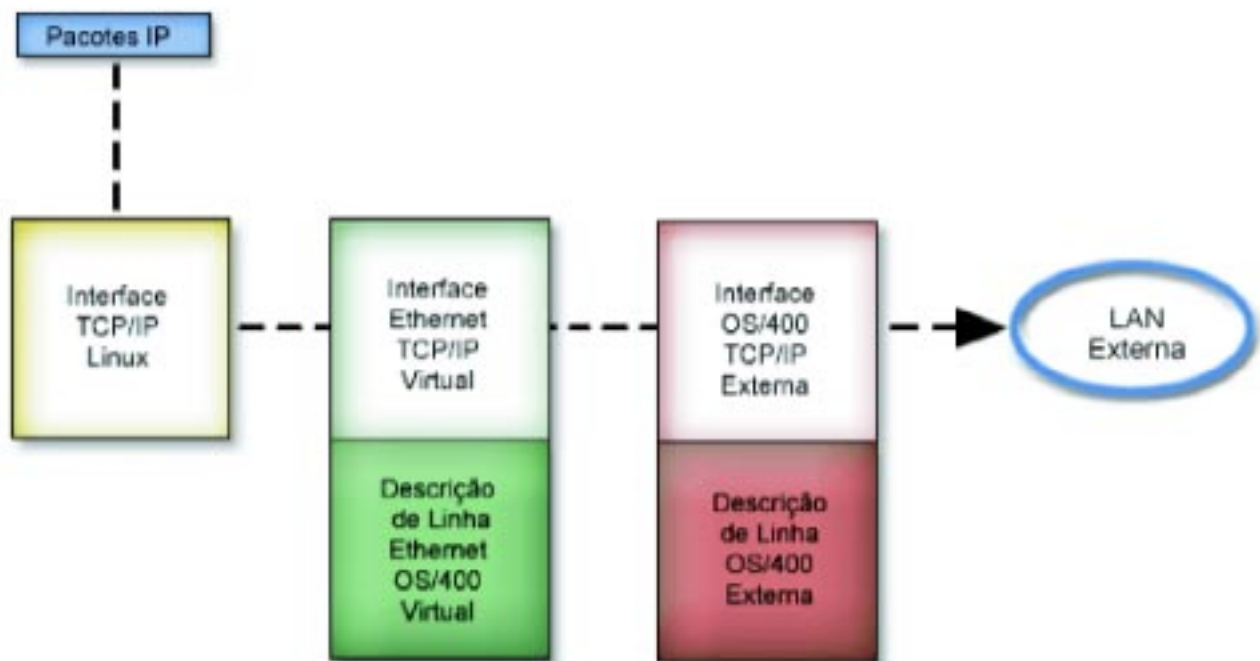 Pacotes IP
Interface
TCP/IP
Linux
Interface
Ethernet
TCP/IP
Virtual
Descrição
de Linha
Ethernet
OS/400
Virtual
Interface
OS/400
TCP/IP
Externa
Descrição
de Linha
OS/400
Externa
LAN
Externa